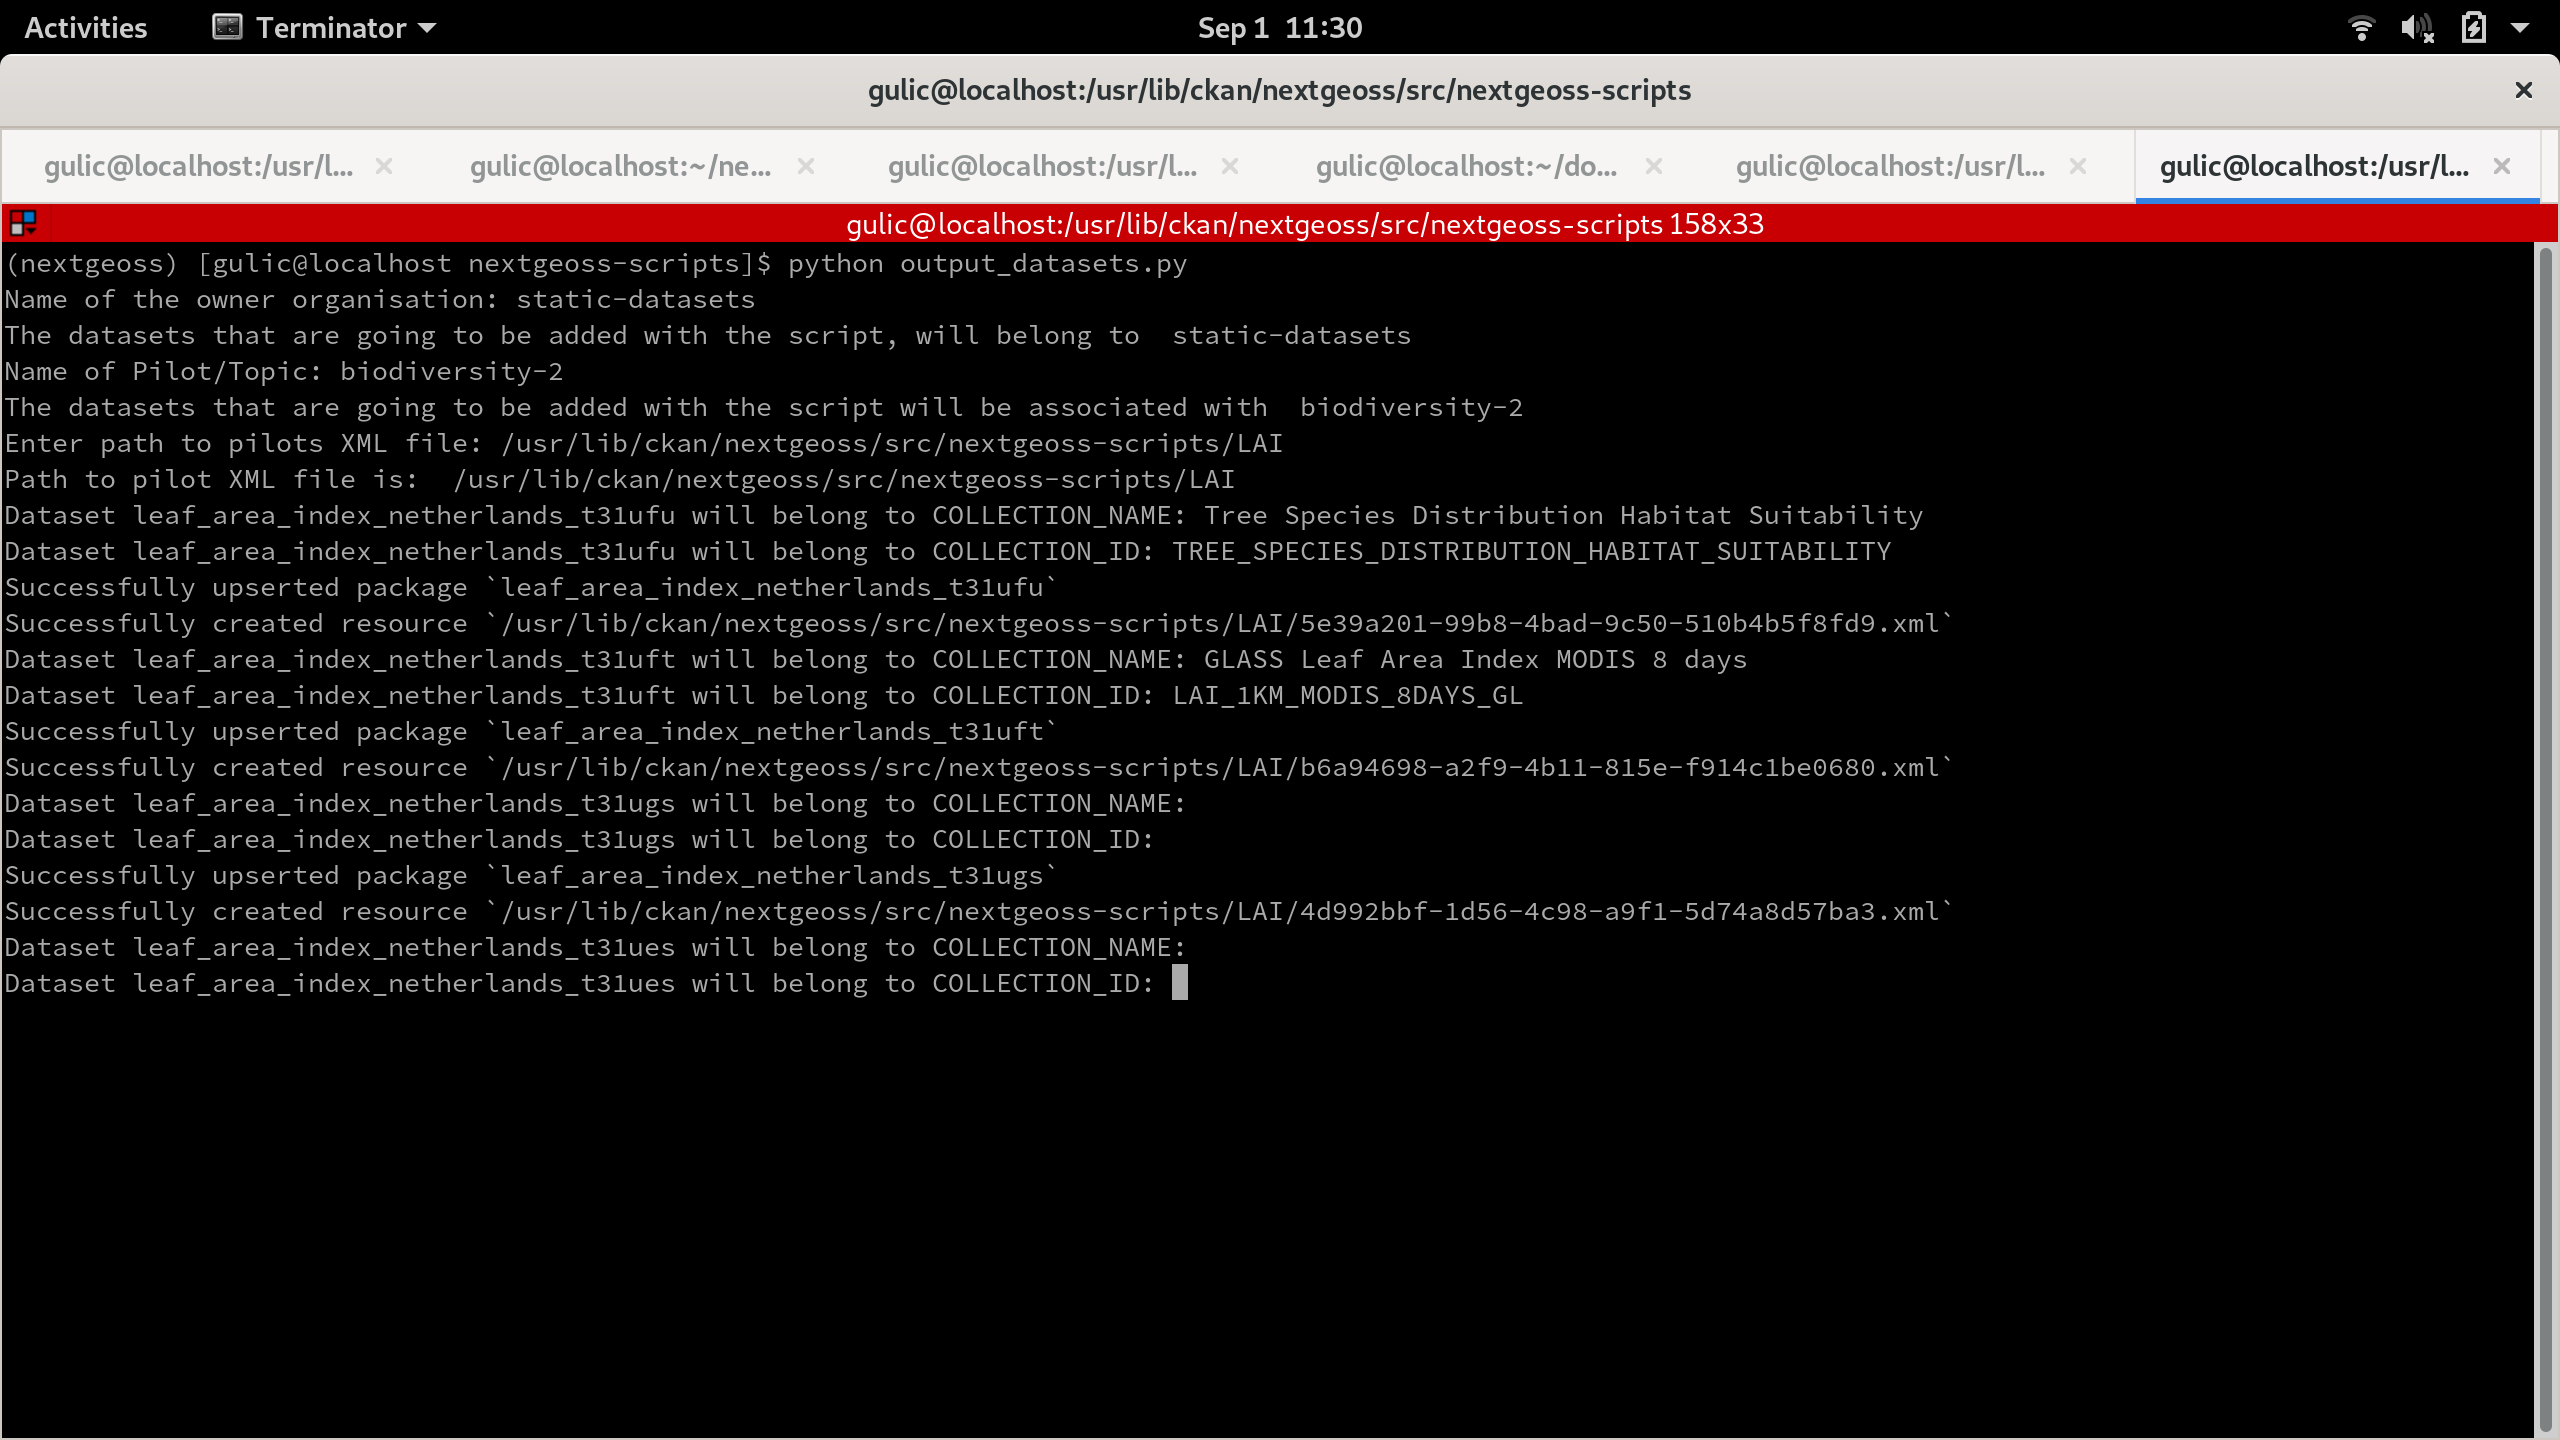 Activities Terminator Sep 1 11:30
gulic@localhost:/usr/lib/ckan/nextgeoss/src/nextgeoss-scripts
gulic@localhost:/usr/l... gulic@localhost:~/ne... gulic@localhost:/usr/l... gulic@localhost:~/do... gulic@localhost:/usr/l... gulic@localhost:/usr/l...
gulic@localhost:/usr/lib/ckan/nextgeoss/src/nextgeoss-scripts 158x33
(nextgeoss) [gulic@localhost nextgeoss-scripts]$ python output_datasets.py
Name of the owner organisation: static-datasets
The datasets that are going to be added with the script, will belong to  static-datasets
Name of Pilot/Topic: biodiversity-2
The datasets that are going to be added with the script will be associated with  biodiversity-2
Enter path to pilots XML file: /usr/lib/ckan/nextgeoss/src/nextgeoss-scripts/LAI
Path to pilot XML file is:  /usr/lib/ckan/nextgeoss/src/nextgeoss-scripts/LAI
Dataset leaf_area_index_netherlands_t31ufu will belong to COLLECTION_NAME: Tree Species Distribution Habitat Suitability
Dataset leaf_area_index_netherlands_t31ufu will belong to COLLECTION_ID: TREE_SPECIES_DISTRIBUTION_HABITAT_SUITABILITY
Successfully upserted package `leaf_area_index_netherlands_t31ufu`
Successfully created resource `/usr/lib/ckan/nextgeoss/src/nextgeoss-scripts/LAI/5e39a201-99b8-4bad-9c50-510b4b5f8fd9.xml`
Dataset leaf_area_index_netherlands_t31uft will belong to COLLECTION_NAME: GLASS Leaf Area Index MODIS 8 days
Dataset leaf_area_index_netherlands_t31uft will belong to COLLECTION_ID: LAI_1KM_MODIS_8DAYS_GL
Successfully upserted package `leaf_area_index_netherlands_t31uft`
Successfully created resource `/usr/lib/ckan/nextgeoss/src/nextgeoss-scripts/LAI/b6a94698-a2f9-4b11-815e-f914c1be0680.xml`
Dataset leaf_area_index_netherlands_t31ugs will belong to COLLECTION_NAME:
Dataset leaf_area_index_netherlands_t31ugs will belong to COLLECTION_ID:
Successfully upserted package `leaf_area_index_netherlands_t31ugs`
Successfully created resource `/usr/lib/ckan/nextgeoss/src/nextgeoss-scripts/LAI/4d992bbf-1d56-4c98-a9f1-5d74a8d57ba3.xml`
Dataset leaf_area_index_netherlands_t31ues will belong to COLLECTION_NAME:
Dataset leaf_area_index_netherlands_t31ues will belong to COLLECTION_ID: